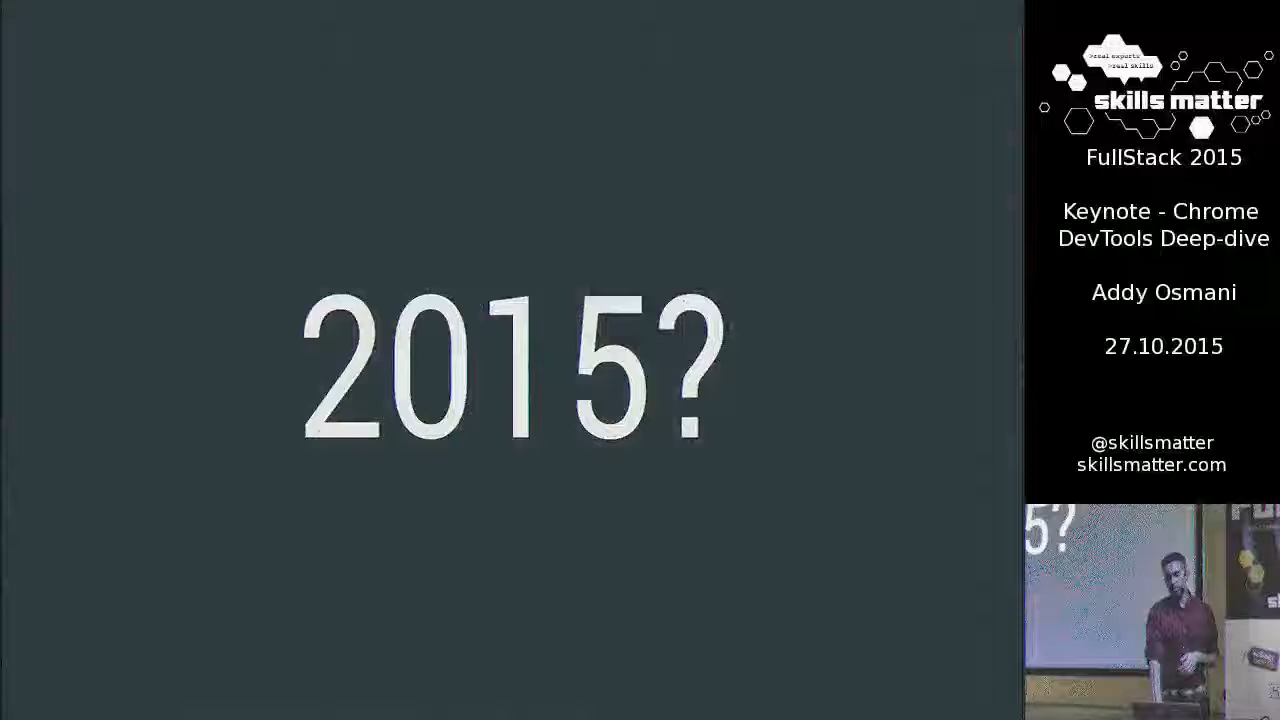 2015?
>real experts
>real skills
skills matter
FullStack 2015
Keynote - Chrome
DevTools Deep-dive
Addy Osmani
27.10.2015
@skillsmatter
skillsmatter.com
5?